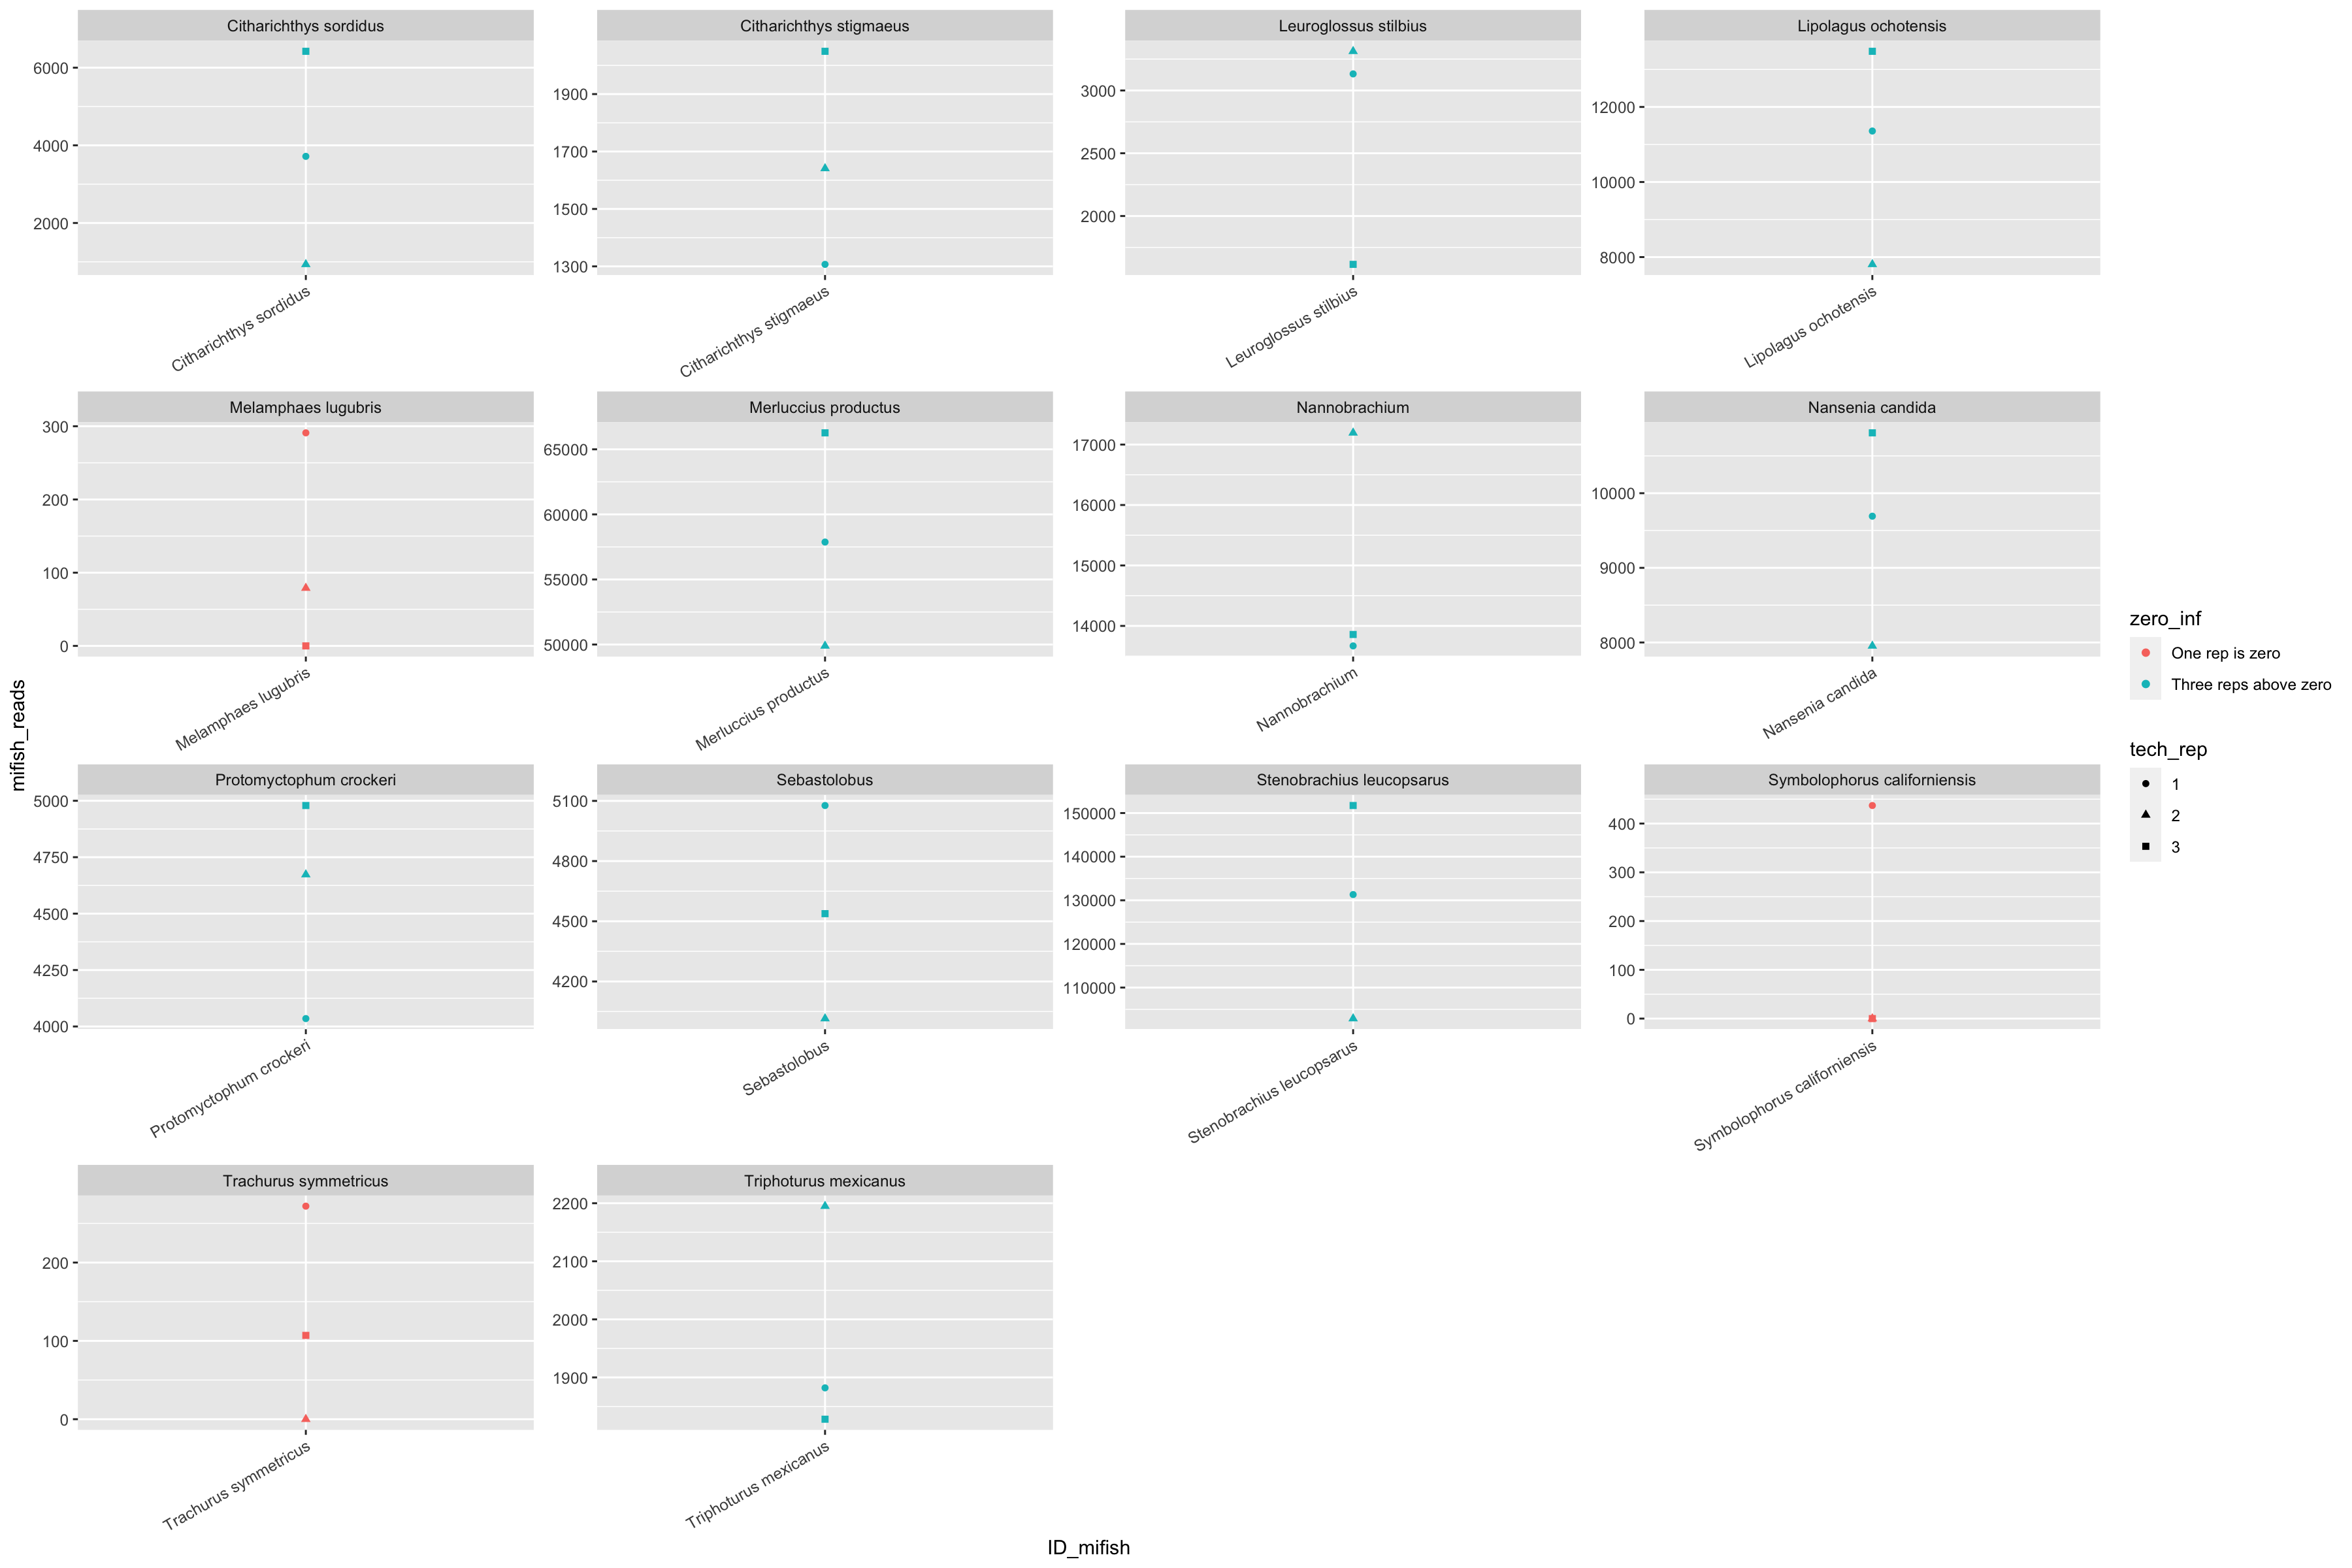 Citharichthys sordidus
Citharichthys stigmaeus
Leuroglossus stilbius
Lipolagus ochotensis
6000
4000
2000
1900
1700
1500
1300
3000
2500
2000
12000
10000
8000
Citharichthys sordidus
Citharichthys stigmaeus
Leuroglossus stilbius
Lipolagus ochotensis
Melamphaes lugubris
Merluccius productus
Nannobrachium
Nansenia candida
300
200
100
0
65000
60000
55000
50000
17000
16000
15000
14000
10000
9000
8000
Melamphaes lugubris
Merluccius productus
Nannobrachium
Nansenia candida
mifish_reads
Protomyctophum crockeri
Sebastolobus
Stenobrachius leucopsarus
Symbolophorus californiensis
5000
4750
4500
4250
4000
5100
4800
4500
4200
150000
140000
130000
120000
110000
400
300
200
100
0
Protomyctophum crockeri
Sebastolobus
Stenobrachius leucopsarus
Symbolophorus californiensis
Trachurus symmetricus
Triphoturus mexicanus
200
100
0
2200
2100
2000
1900
Trachurus symmetricus
Triphoturus mexicanus
ID_mifish
zero_inf
One rep is zero
Three reps above zero
tech_rep
1
2
3